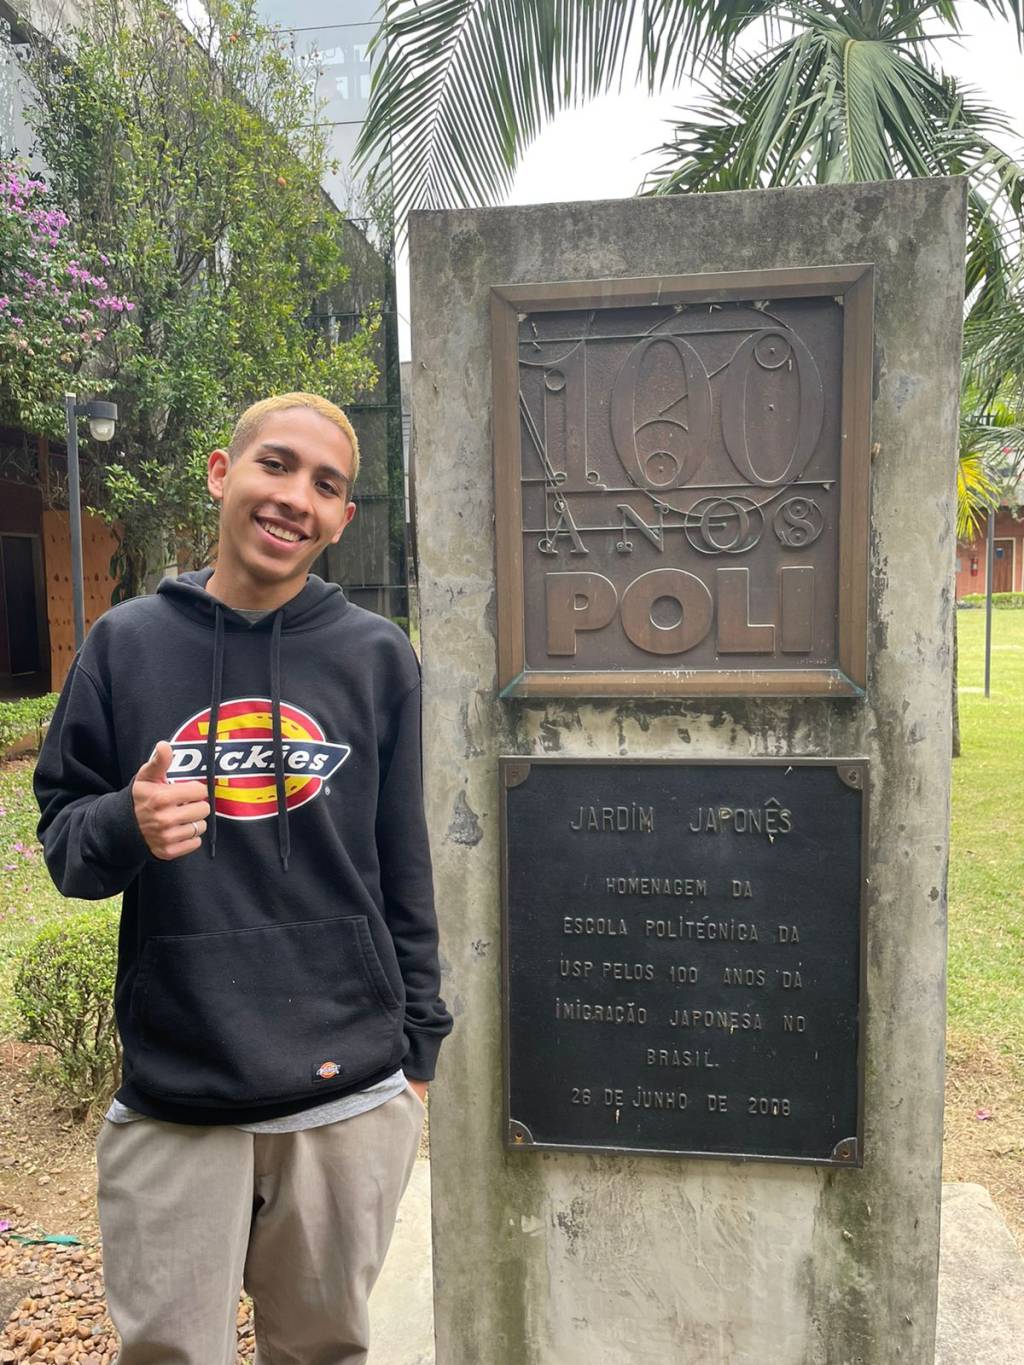 100
ANOS
POLI
Dickies
JARDIM JAPONÊS
HOMENAGEM DA
ESCOLA POLITÉCNICA DA
USP PELOS 100 ANOS DA
IMIGRAÇÃO JAPONESA NO
BRASIL.
26 DE JUNHO DE 2008